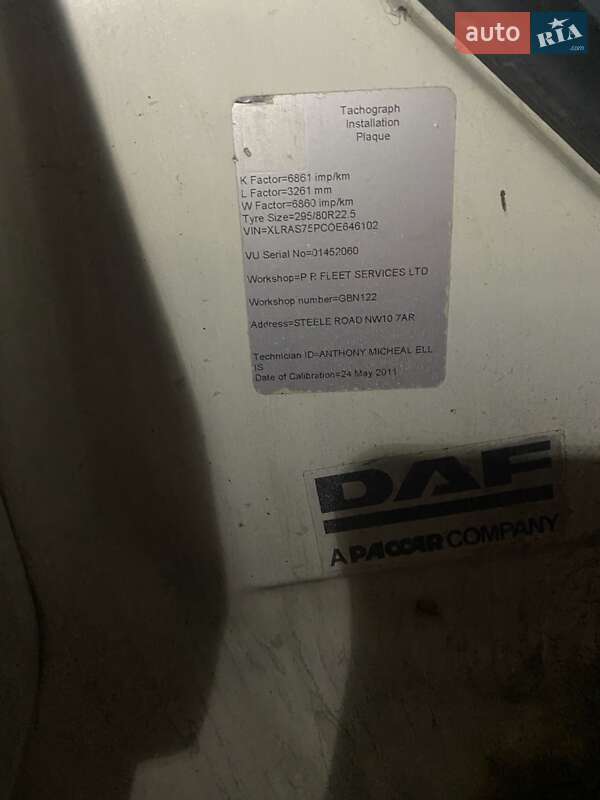 auto RIA.com
Tachograph
Installation
Plaque
K Factor=6861 imp/km
L Factor=3261 mm
W Factor=6860 imp/km
Tyre Size=295/80R22.5
VIN=XLRAS75PCOE646102
VU Serial No=01452060
Workshop=P P FLEET SERVICES LTD
Workshop number=GBN122
Address=STEELE ROAD NW10 7AR
Technician ID=ANTHONY MICHEAL ELL
IS
Date of Calibration=24 May 2011
DAF
A PACCAR COMPANY